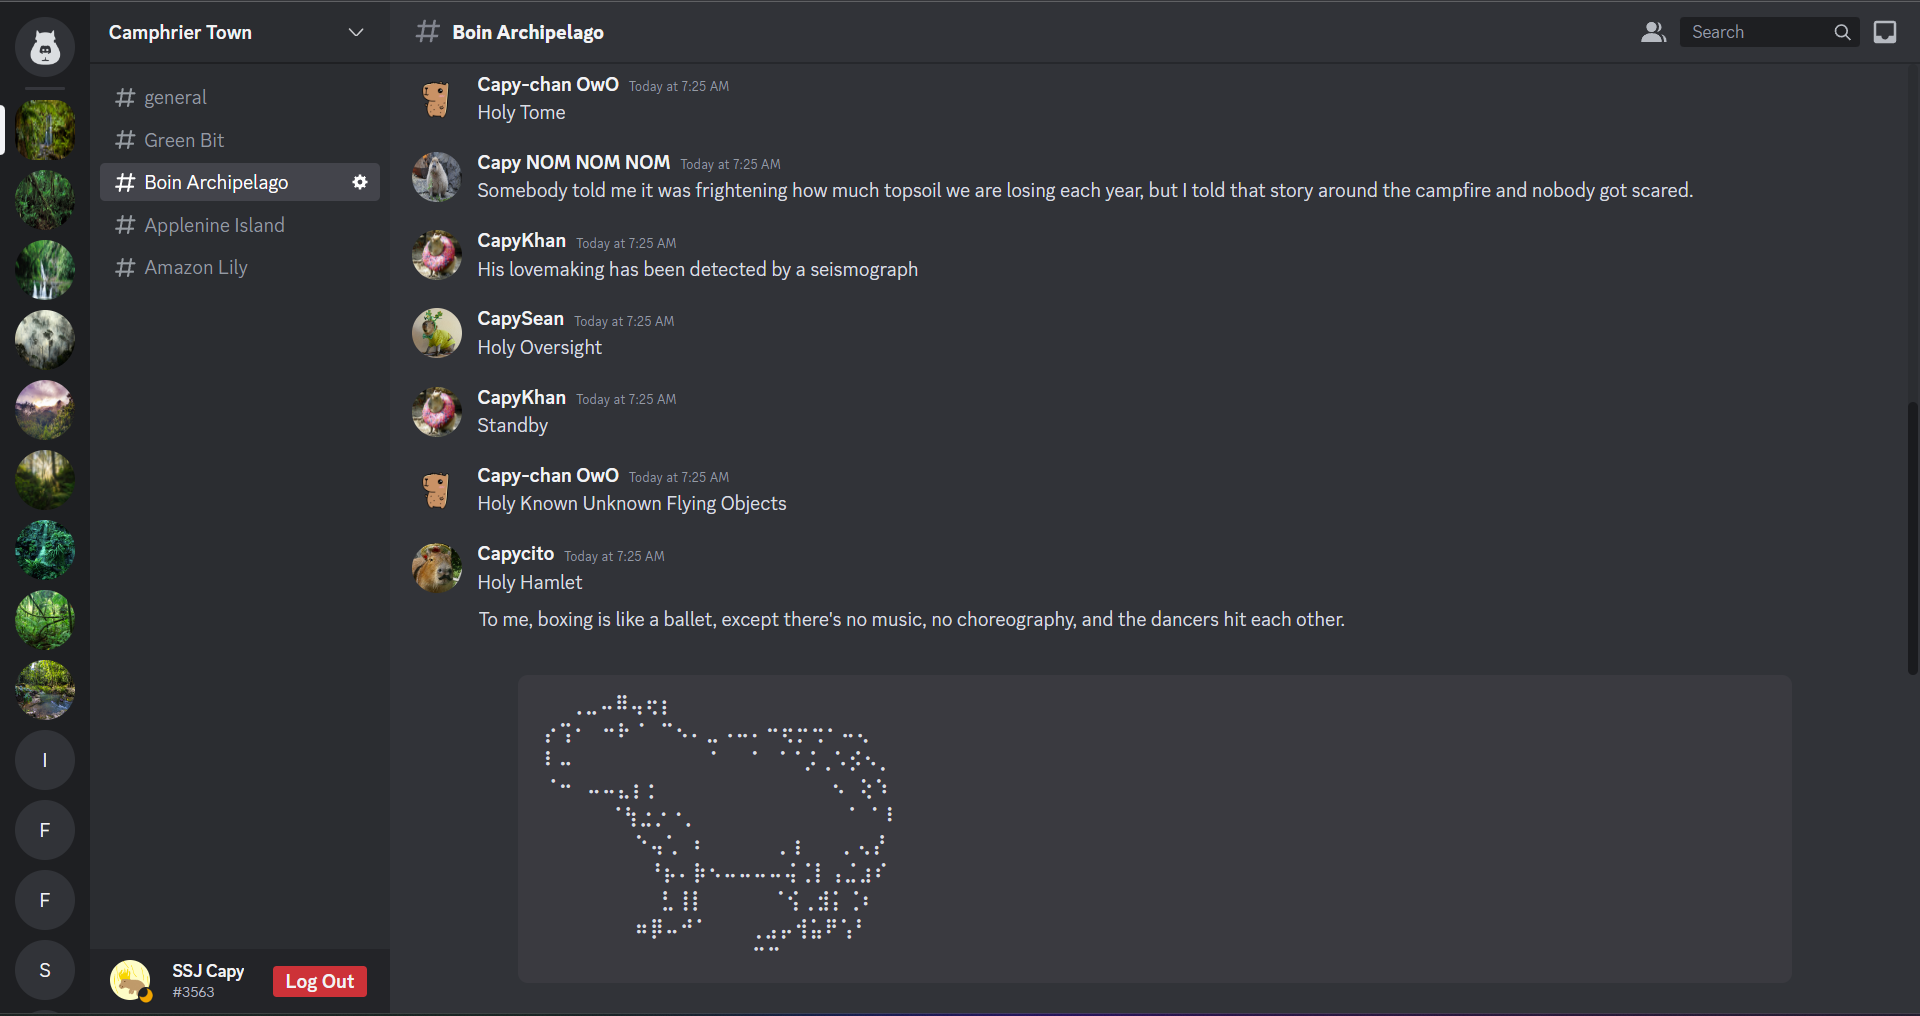 Camphrier Town
Boin Archipelago
Search
general
Green Bit
Boin Archipelago
Applenine Island
Amazon Lily
Capy-chan OwO Today at 7:25 AM
Holy Tome
Capy NOM NOM NOM Today at 7:25 AM
Somebody told me it was frightening how much topsoil we are losing each year, but I told that story around the campfire and nobody got scared.
CapyKhan Today at 7:25 AM
His lovemaking has been detected by a seismograph
CapySean Today at 7:25 AM
Holy Oversight
CapyKhan Today at 7:25 AM
Standby
Capy-chan OwO Today at 7:25 AM
Holy Known Unknown Flying Objects
Capycito Today at 7:25 AM
Holy Hamlet
To me, boxing is like a ballet, except there's no music, no choreography, and the dancers hit each other.
I
F
F
S
SSJ Capy
#3563
Log Out